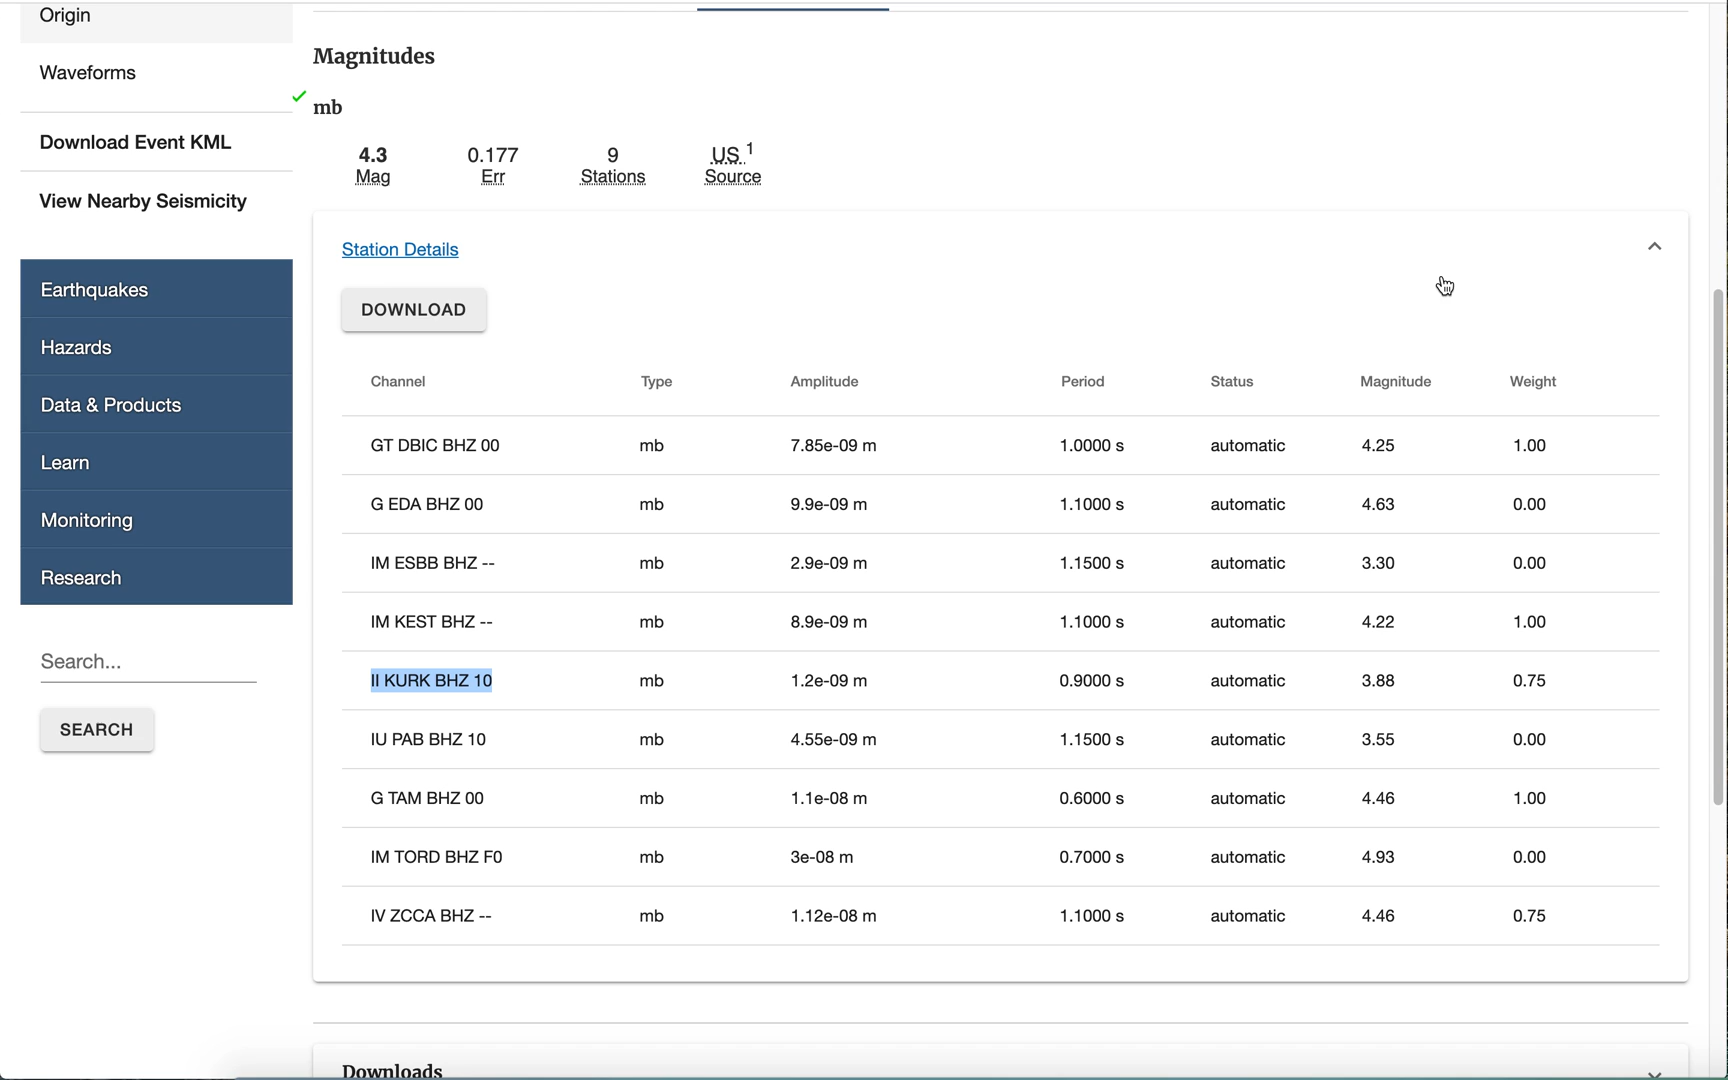 Origin
Waveforms
Download Event KML
View Nearby Seismicity
Earthquakes
Hazards
Data & Products
Learn
Monitoring
Research
Search...
SEARCH
Magnitudes
mb
4.3 0.177 9 US 1
Mag Err Stations Source
Station Details
DOWNLOAD
Channel Type Amplitude Period Status Magnitude Weight
GT DBIC BHZ 00 mb 7.85e-09 m 1.0000 s automatic 4.25 1.00
G EDA BHZ 00 mb 9.9e-09 m 1.1000 s automatic 4.63 0.00
IM ESBB BHZ -- mb 2.9e-09 m 1.1500 s automatic 3.30 0.00
IM KEST BHZ -- mb 8.9e-09 m 1.1000 s automatic 4.22 1.00
II KURK BHZ 10 mb 1.2e-09 m 0.9000 s automatic 3.88 0.75
IU PAB BHZ 10 mb 4.55e-09 m 1.1500 s automatic 3.55 0.00
G TAM BHZ 00 mb 1.1e-08 m 0.6000 s automatic 4.46 1.00
IM TORD BHZ F0 mb 3e-08 m 0.7000 s automatic 4.93 0.00
IV ZCCA BHZ -- mb 1.12e-08 m 1.1000 s automatic 4.46 0.75
Downloads